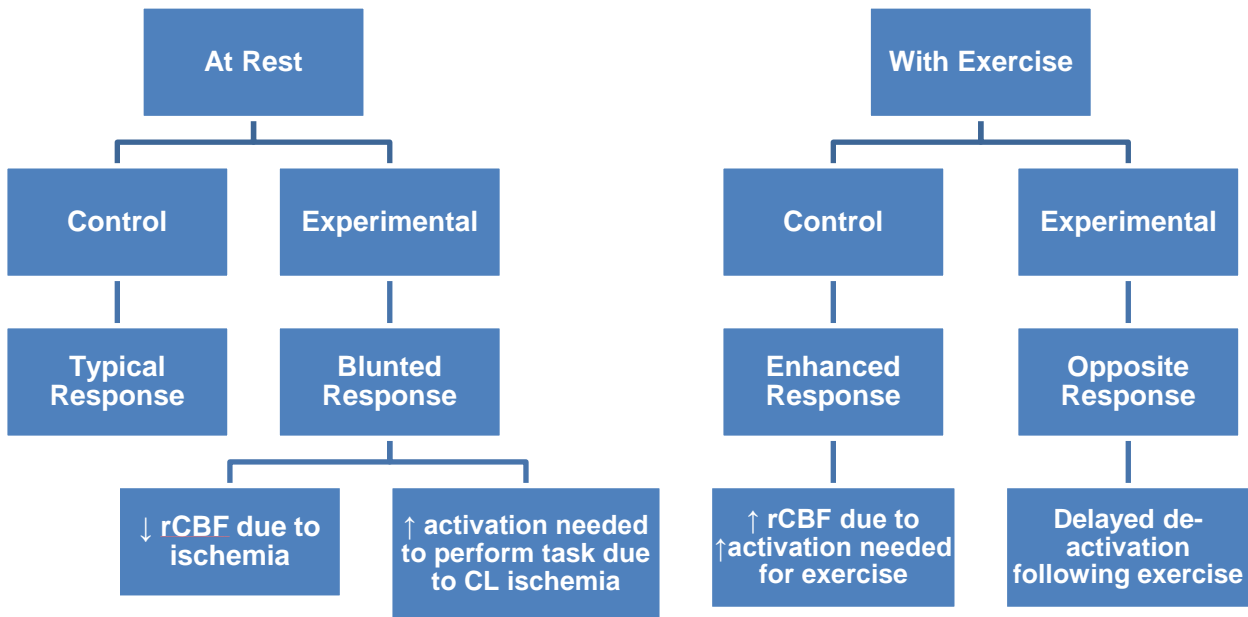 At Rest
With Exercise
Control
Experimental
Control
Experimental
Typical
Response
Blunted
Response
Enhanced
Response
Opposite
Response
↓ rCBF due to
ischemia
↑ activation needed
to perform task due
to CL ischemia
↑ rCBF due to
↑activation needed
for exercise
Delayed de-
activation
following exercise